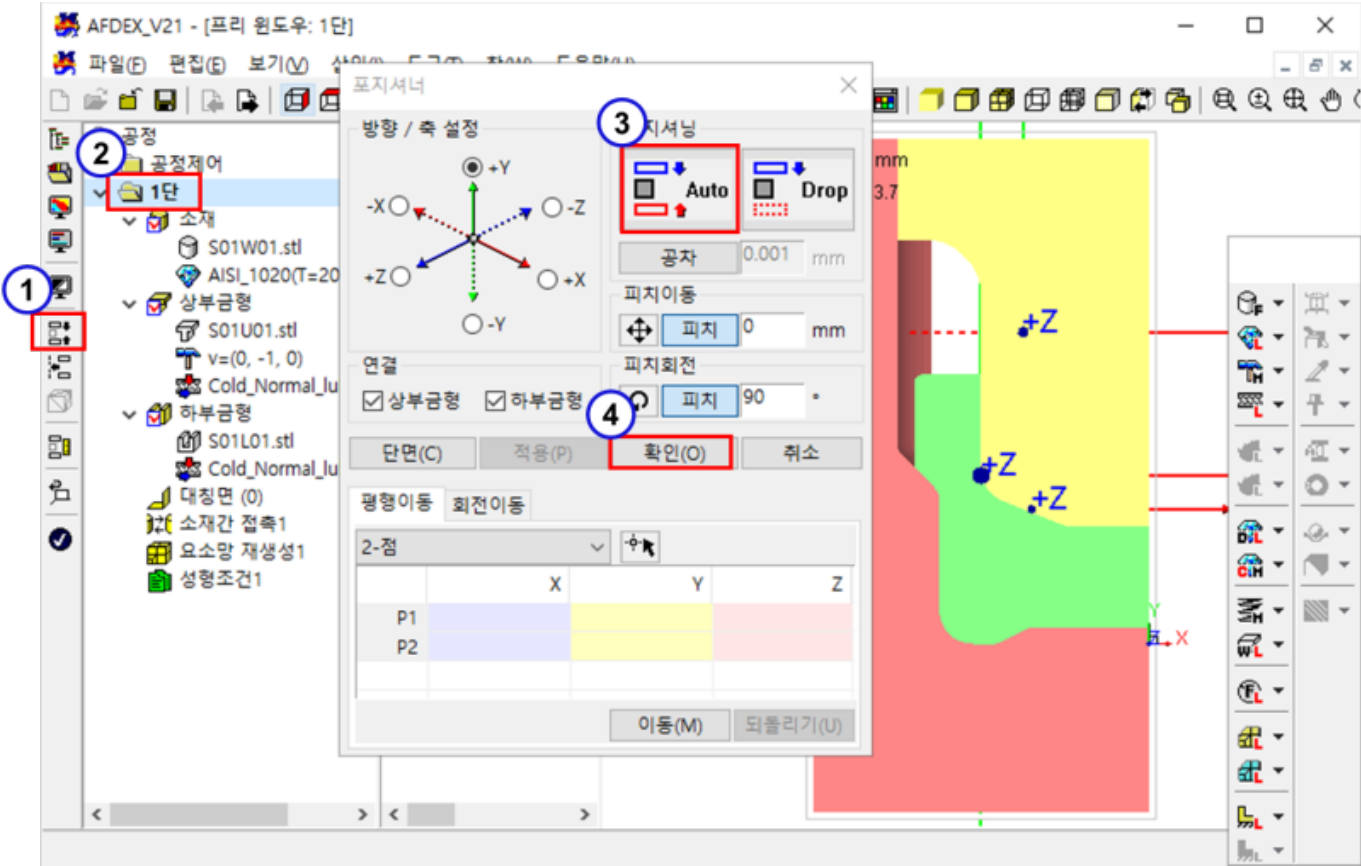 AFDEX_V21 - [프리 윈도우: 1단]
파일(F) 편집(E) 보기(V)
포지셔너
방향 / 축 설정
+Y
-X
-Z
+Z
+X
-Y
3
지셔닝
Auto
Drop
공차 0.001 mm
피치이동
피치 0 mm
연결
상부금형 하부금형
피치회전
피치 90 °
4
단면(C) 적용(P) 확인(O) 취소
평행이동 회전이동
2-점
X Y Z
P1
P2
이동(M) 되돌리기(U)
1
2
공정
공정제어
1단
소재
S01W01.stl
AISI_1020(T=20
상부금형
S01U01.stl
v=(0, -1, 0)
Cold_Normal_lu
하부금형
S01L01.stl
Cold_Normal_lu
대칭면 (0)
소재간 접촉1
요소망 재생성1
성형조건1
mm
3.7
+Z
+Z
+Z
Y
Z X